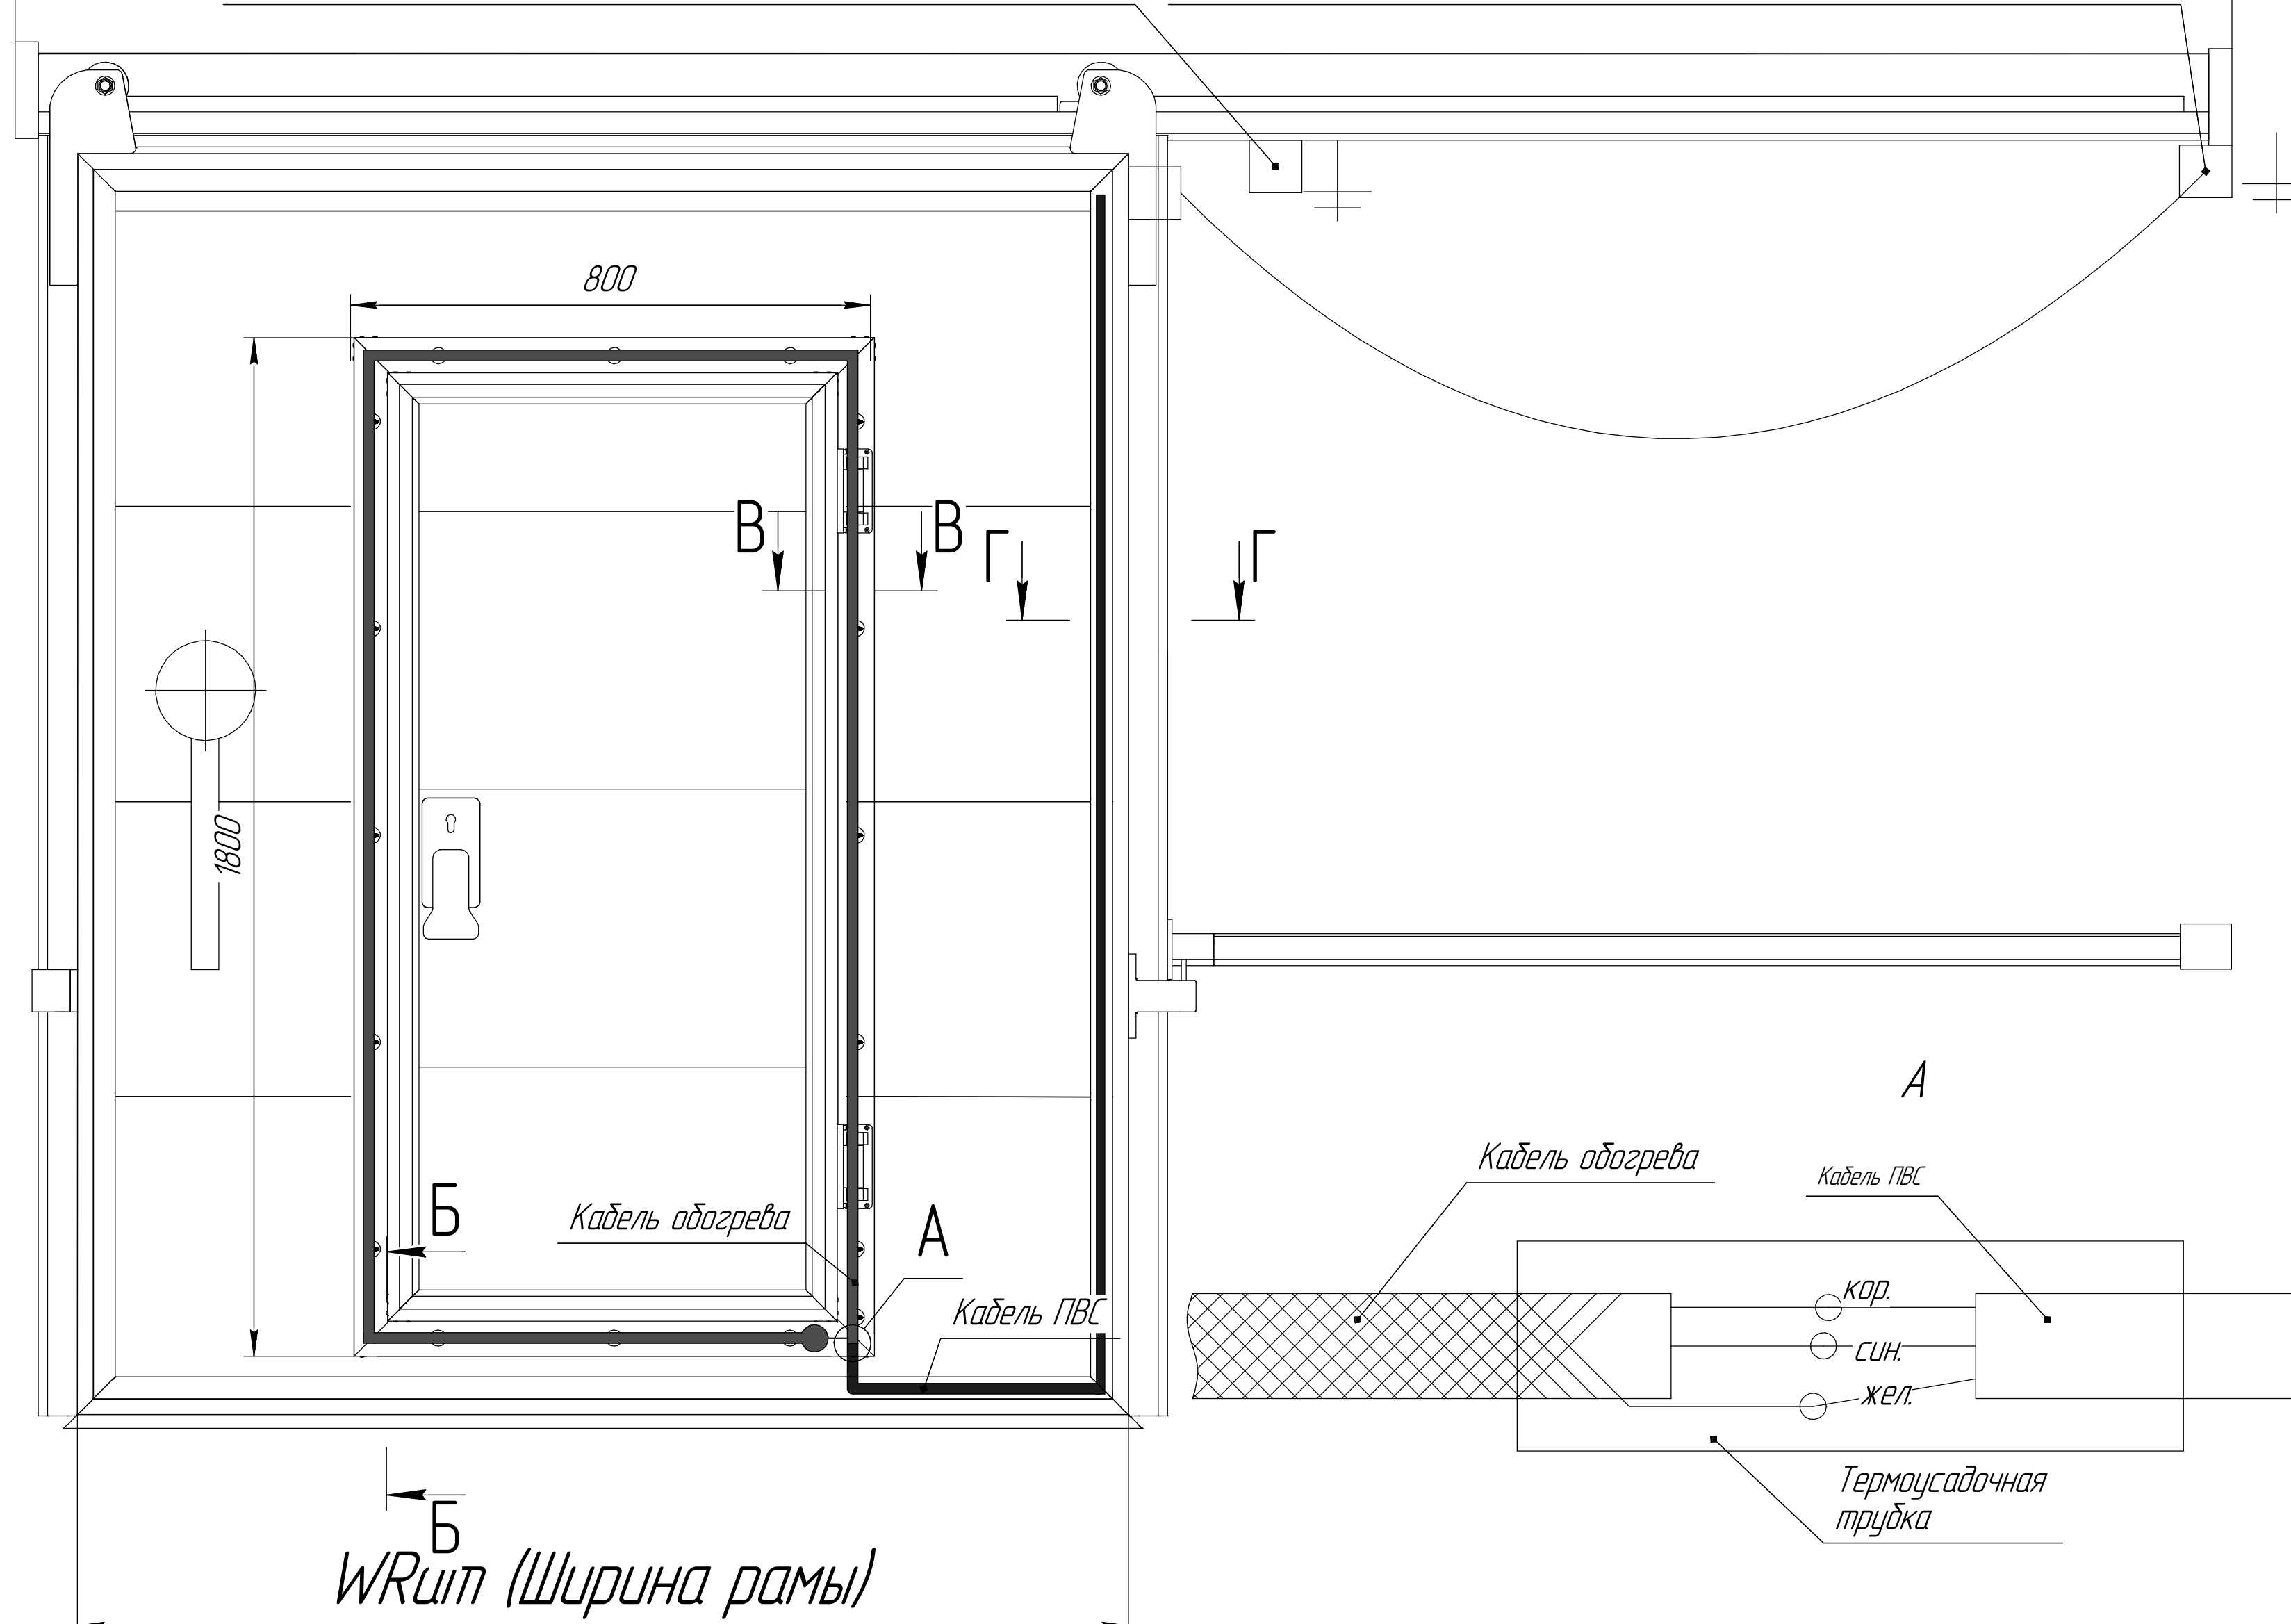 800
В
В
Г
Г
1800
А
Кабель обогрева
Кабель ПВС
Б
Кабель обогрева
А
Кабель ПВС
кор.
син.
жел.
Термоусадочная
трубка
Б
WRam (Ширина рамы)